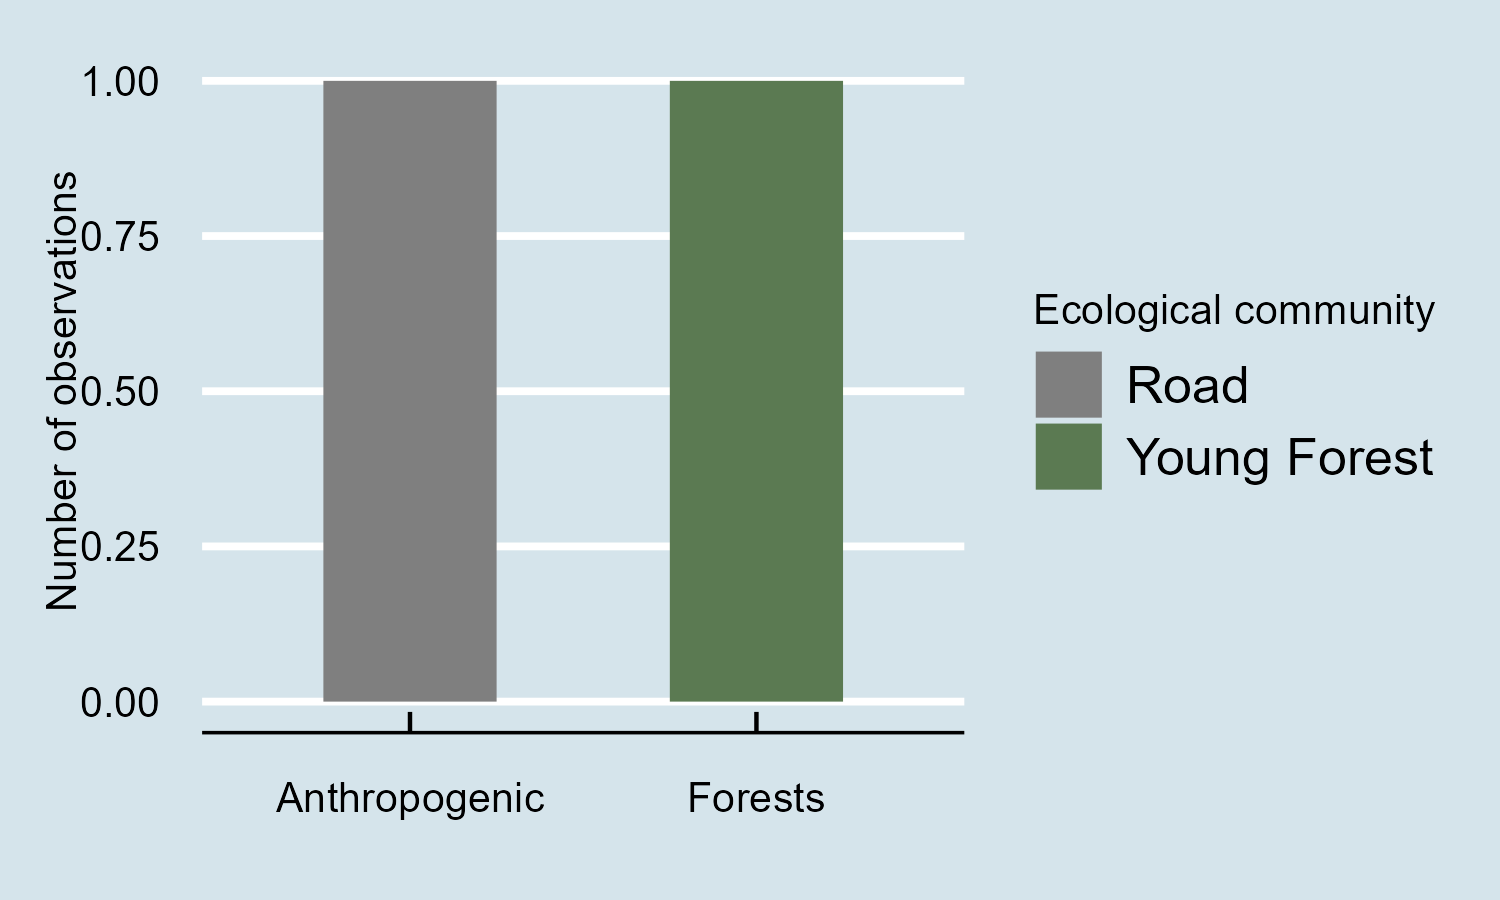 Number of observations
1.00
0.75
0.50
0.25
0.00
Anthropogenic
Forests
Ecological community
Road
Young Forest